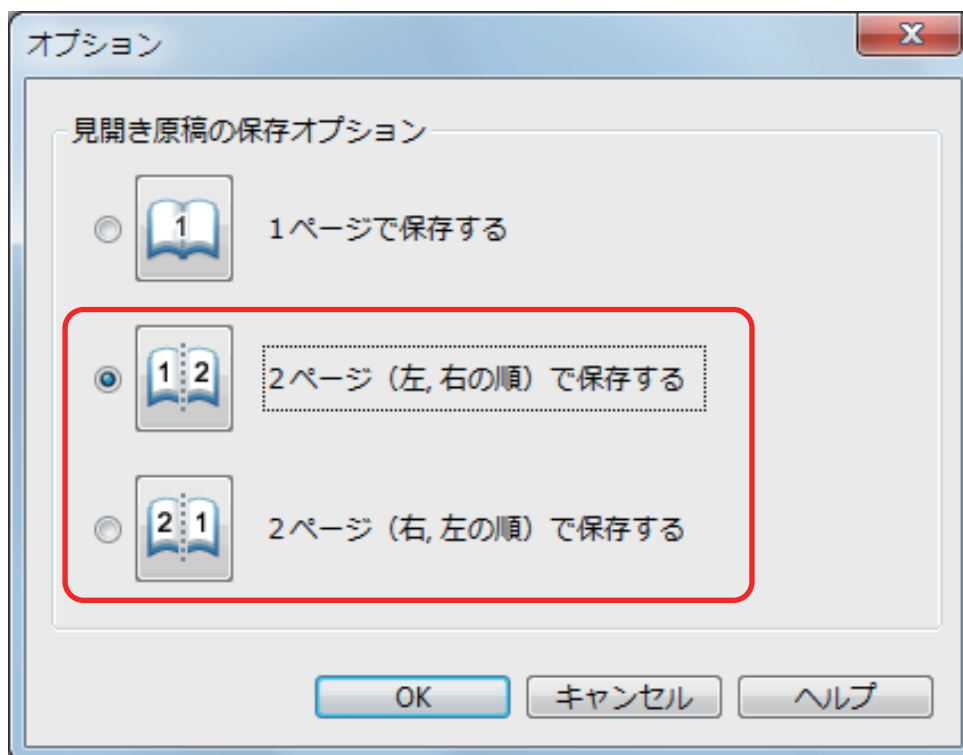 オプション
見開き原稿の保存オプション
1
1ページで保存する
1 2
2ページ（左, 右の順）で保存する
2 1
2ページ（右, 左の順）で保存する
OK キャンセル ヘルプ